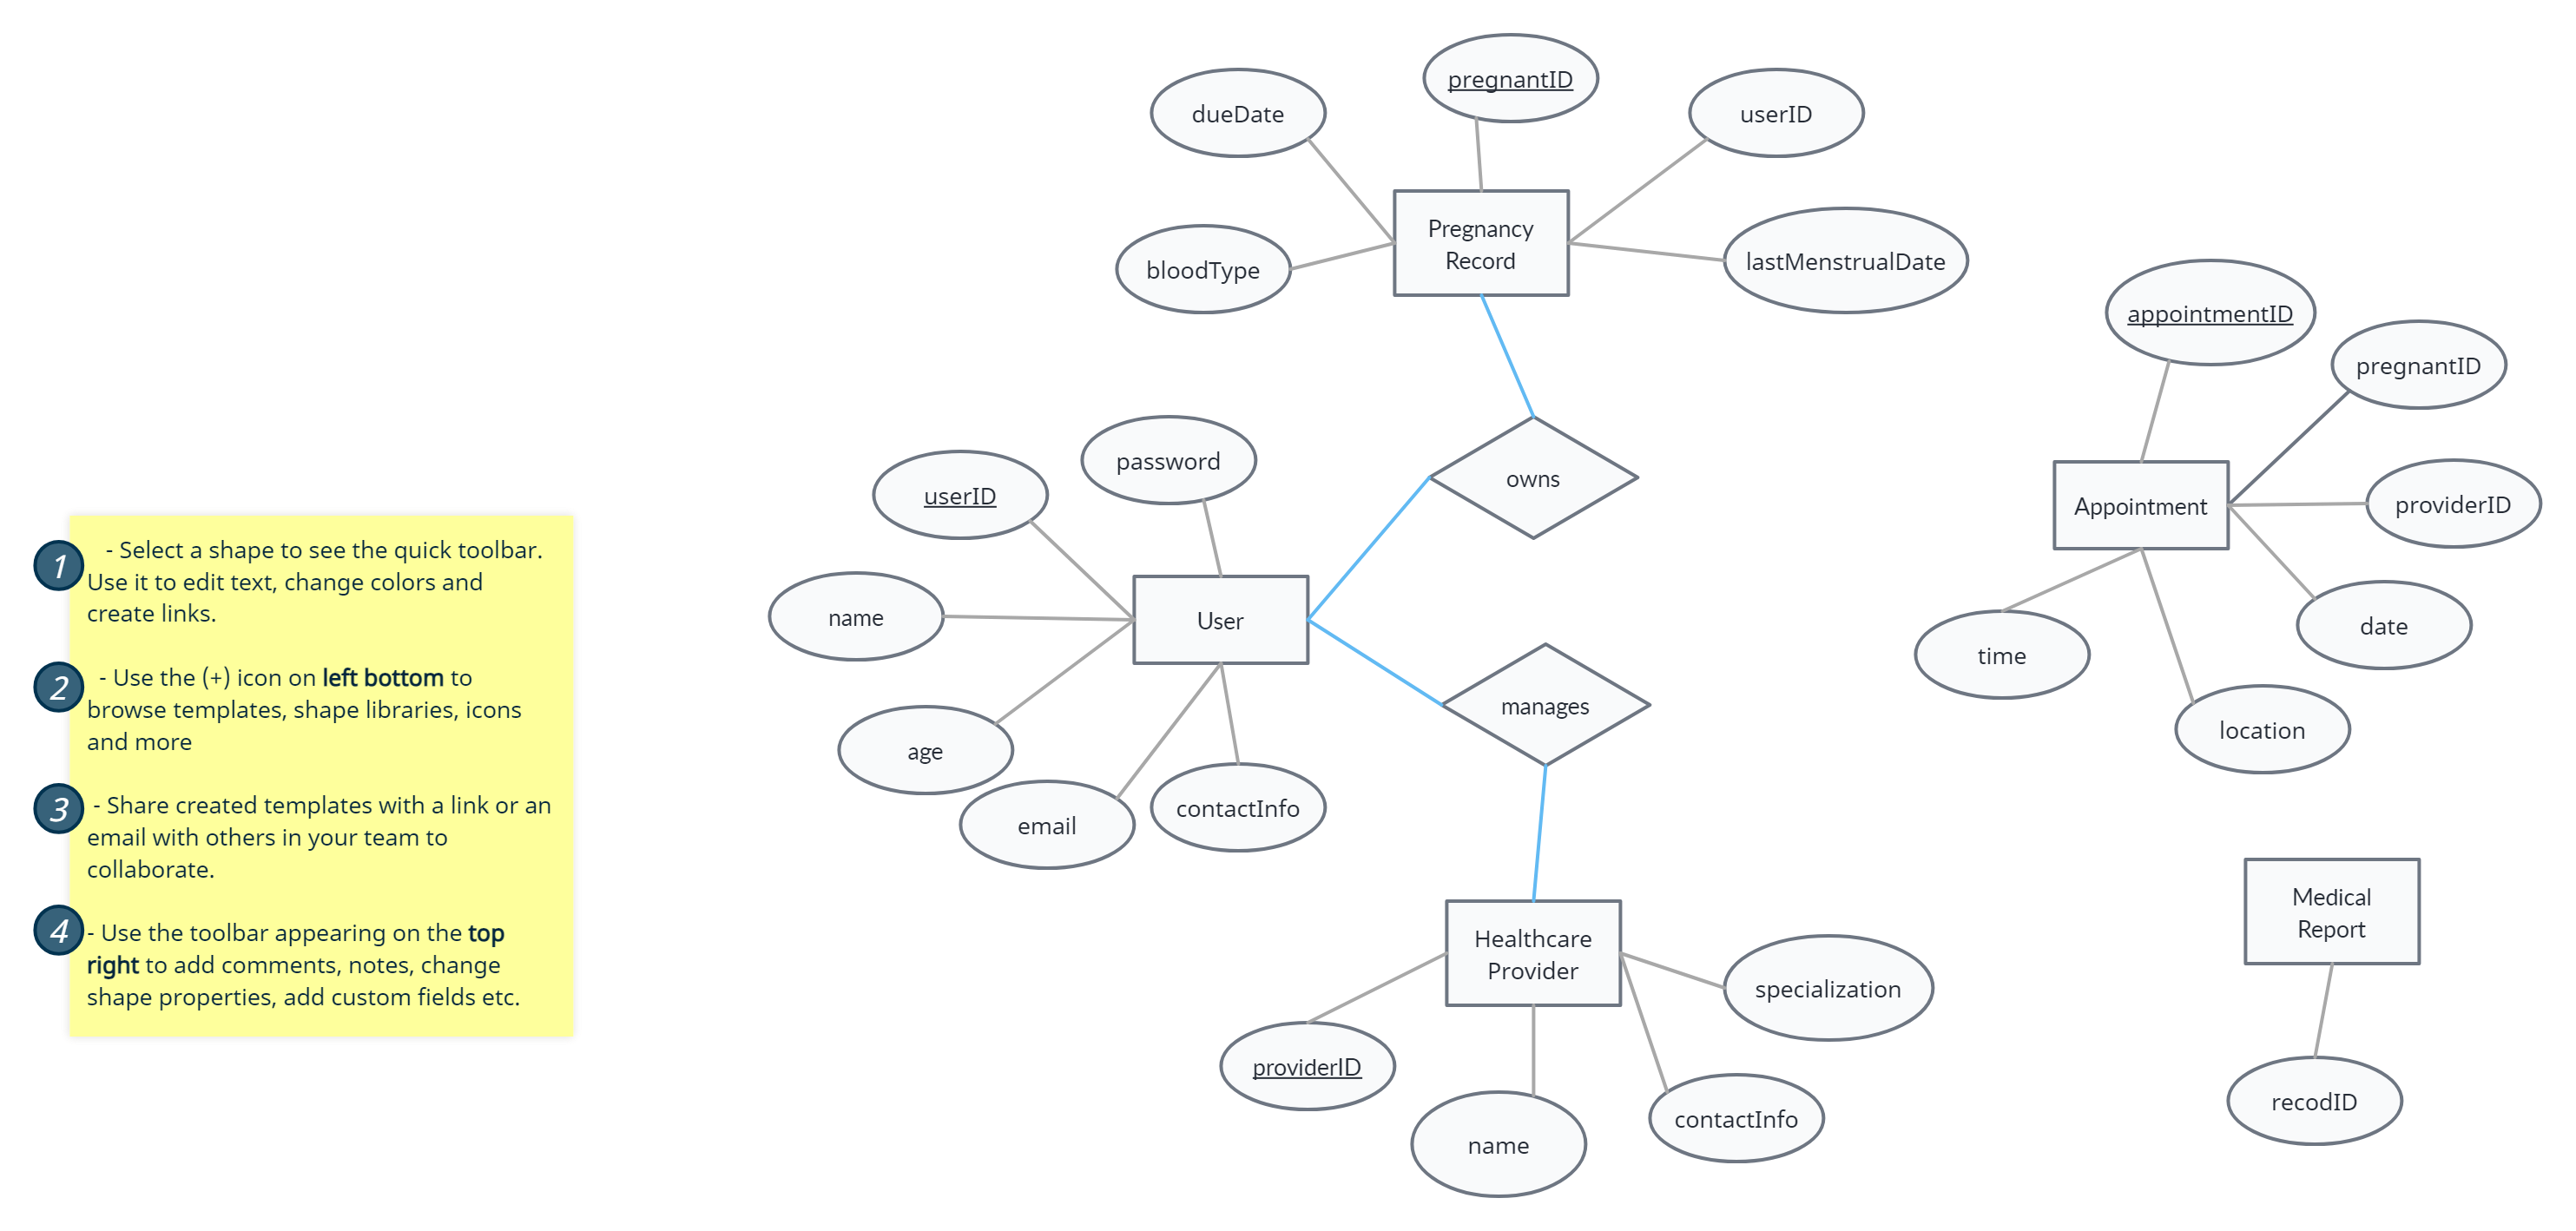 1 - Select a shape to see the quick toolbar.
Use it to edit text, change colors and
create links.
2 - Use the (+) icon on left bottom to
browse templates, shape libraries, icons
and more
3 - Share created templates with a link or an
email with others in your team to
collaborate.
4 - Use the toolbar appearing on the top
right to add comments, notes, change
shape properties, add custom fields etc.
dueDate
pregnantID
userID
bloodType
Pregnancy
Record
lastMenstrualDate
owns
userID
password
name
User
age
email
contactInfo
manages
Healthcare
Provider
providerID
name
contactInfo
specialization
appointmentID
pregnantID
Appointment
providerID
date
time
location
Medical
Report
recodID